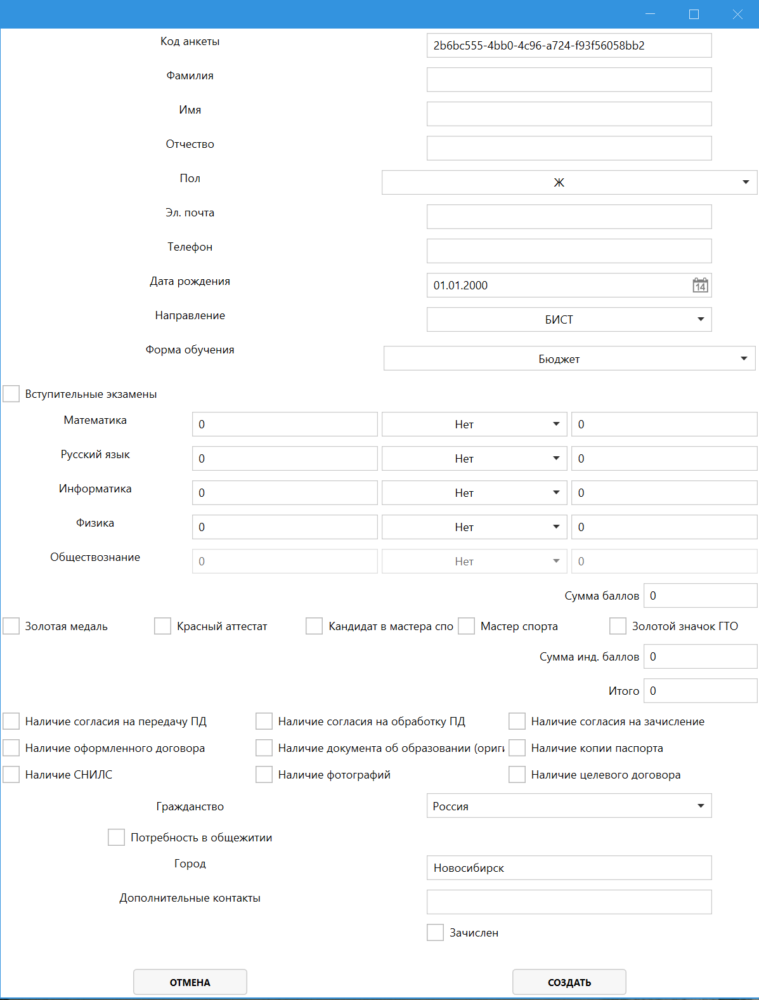 Код анкеты 2b6bc555-4bb0-4c96-a724-f93f56058bb2
Фамилия
Имя
Отчество
Пол Ж
Эл. почта
Телефон
Дата рождения 01.01.2000 14
Направление БИСТ
Форма обучения Бюджет
Вступительные экзамены
Математика 0 Нет 0
Русский язык 0 Нет 0
Информатика 0 Нет 0
Физика 0 Нет 0
Обществознание 0 Нет 0
Сумма баллов 0
Золотая медаль Красный аттестат Кандидат в мастера спо Мастер спорта Золотой значок ГТО
Сумма инд. баллов 0
Итого 0
Наличие согласия на передачу ПД Наличие согласия на обработку ПД Наличие согласия на зачисление
Наличие оформленного договора Наличие документа об образовании (ориги Наличие копии паспорта
Наличие СНИЛС Наличие фотографий Наличие целевого договора
Гражданство Россия
Потребность в общежитии
Город Новосибирск
Дополнительные контакты
Зачислен
ОТМЕНА СОЗДАТЬ